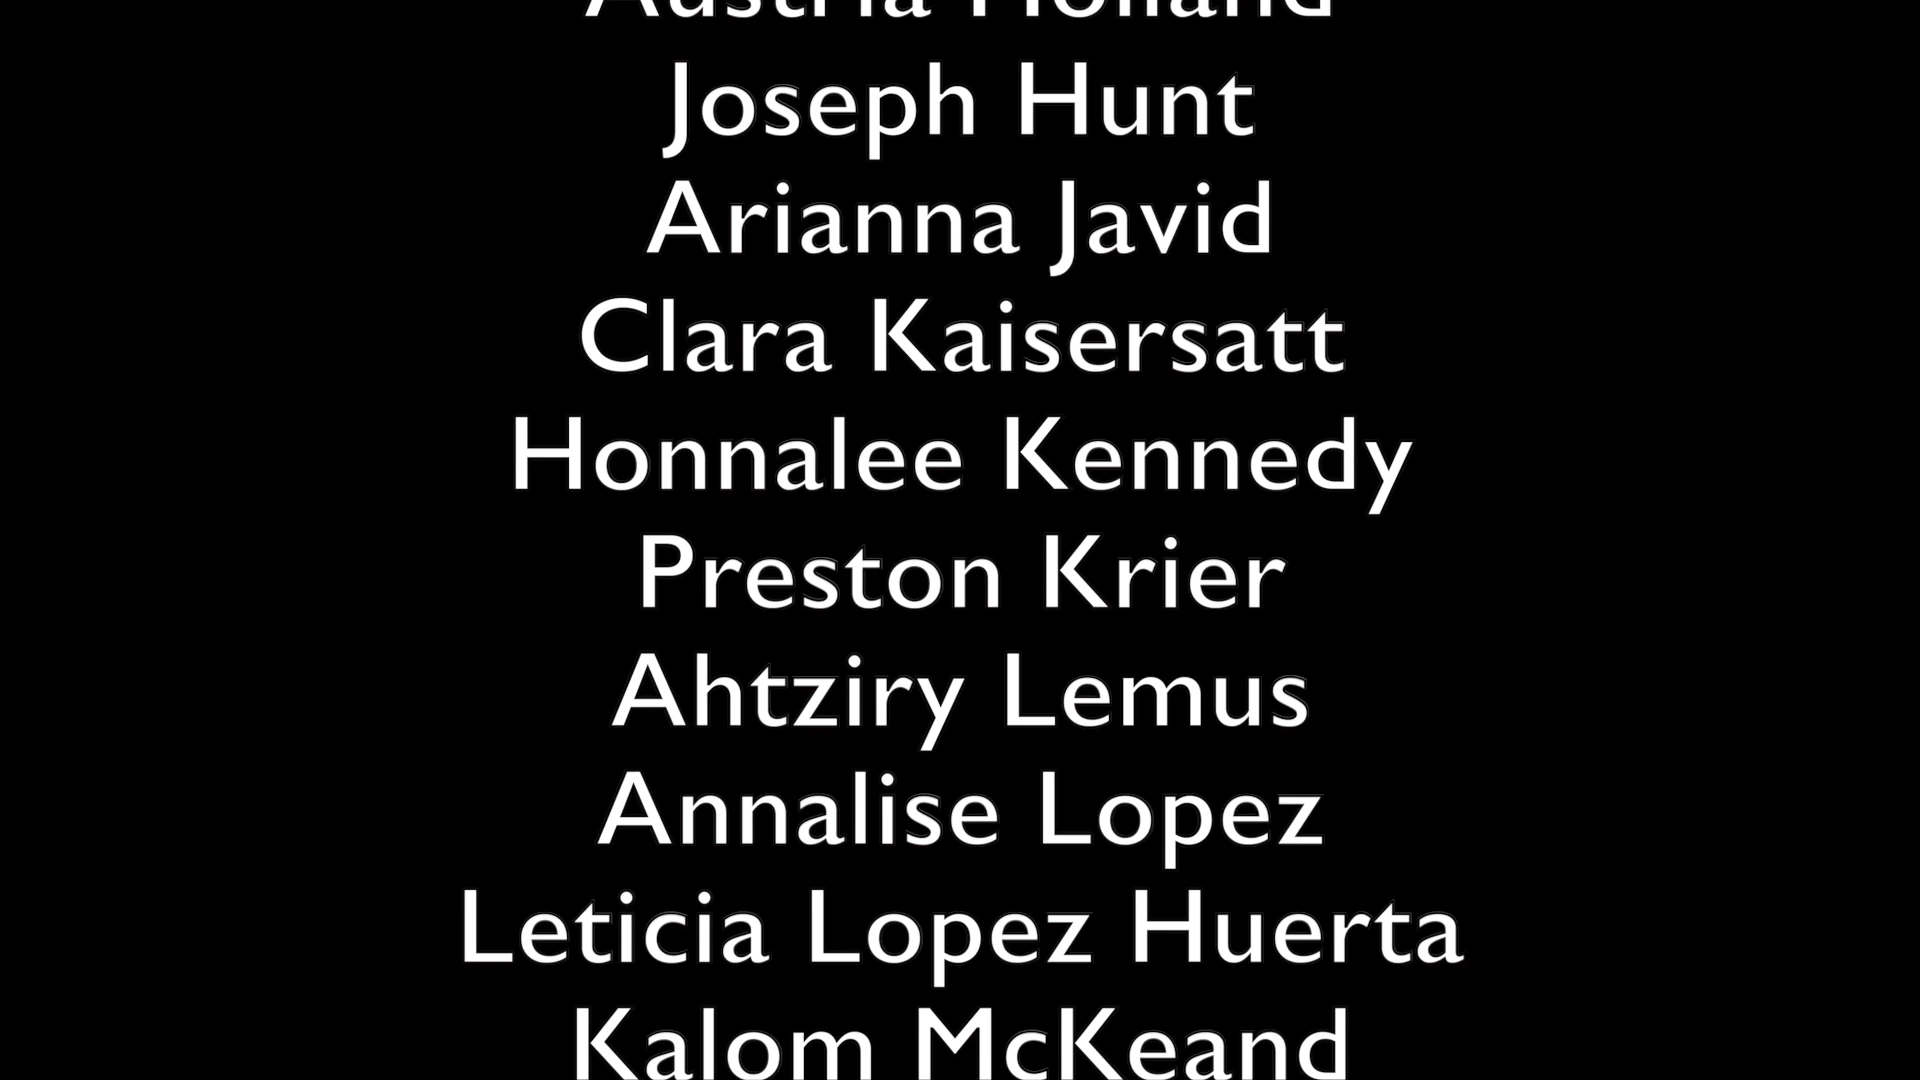 Austria Holland
Joseph Hunt
Arianna Javid
Clara Kaisersatt
Honnalee Kennedy
Preston Krier
Ahtziry Lemus
Annalise Lopez
Leticia Lopez Huerta
Kalom McKeand